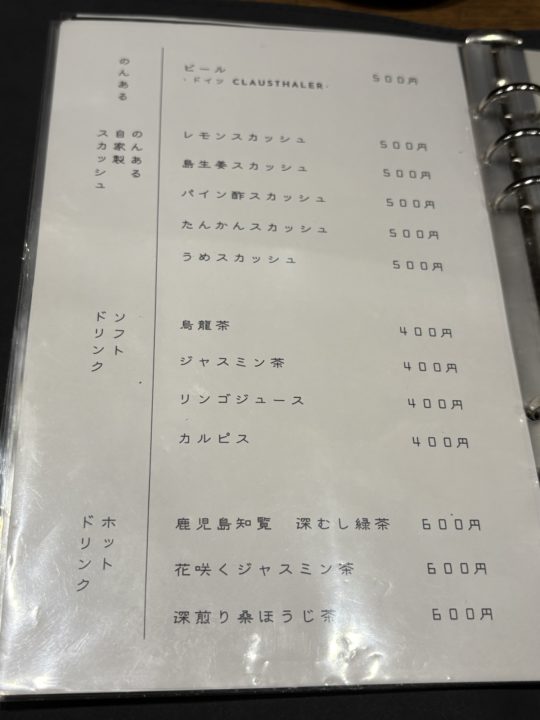 のんある
ビール
・ドイツ CLAUSTHALER・ 500円
のんある
自家製
スカッシュ
レモンスカッシュ 500円
島生姜スカッシュ 500円
パイン酢スカッシュ 500円
たんかんスカッシュ 500円
うめスカッシュ 500円
ソフト
ドリンク
烏龍茶 400円
ジャスミン茶 400円
リンゴジュース 400円
カルピス 400円
ホット
ドリンク
鹿児島知覧 深むし緑茶 600円
花咲くジャスミン茶 600円
深煎り桑ほうじ茶 600円